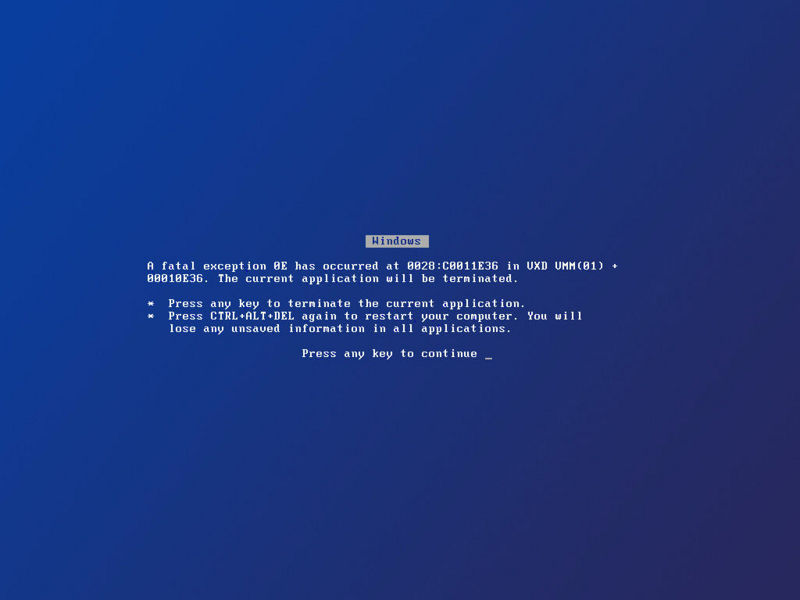 Windows
A fatal exception 0E has occurred at 0028:C0011E36 in VXD VMM(01) +
00010E36. The current application will be terminated.
* Press any key to terminate the current application.
* Press CTRL+ALT+DEL again to restart your computer. You will
lose any unsaved information in all applications.
Press any key to continue _